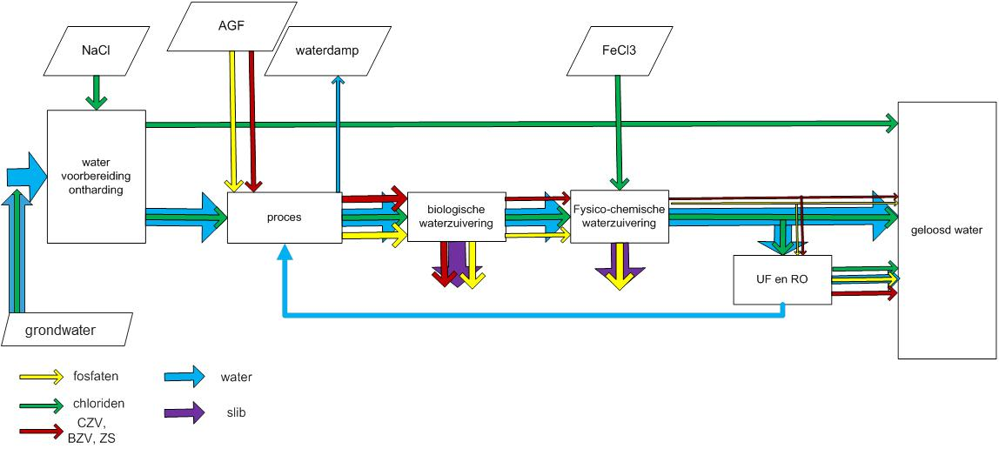 AGF
NaCl
waterdamp
FeCl3
water
voorbereiding
ontharding
proces
biologische
waterzuivering
Fysico-chemische
waterzuivering
geloosd water
UF en RO
grondwater
fosfaten
water
chloriden
slib
CZV,
BZV, ZS